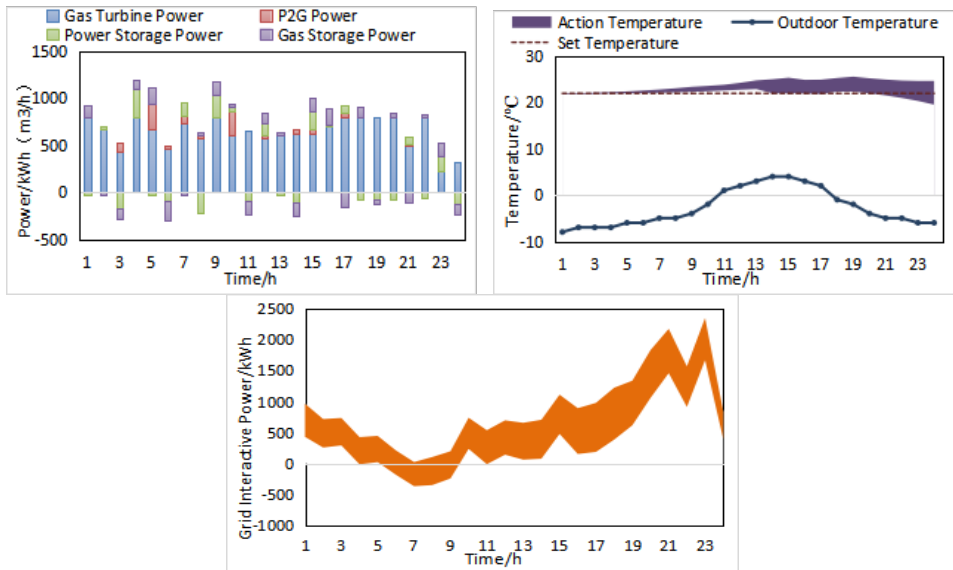 Gas Turbine Power P2G Power
Power Storage Power Gas Storage Power
Power/kWh（m3/h）
1500
1000
500
0
-500
1 3 5 7 9 11 13 15 17 19 21 23
Time/h
Action Temperature Outdoor Temperature
Set Temperature
Temperature/℃
30
20
10
0
-10
1 3 5 7 9 11 13 15 17 19 21 23
Time/h
Grid Interactive Power/kWh
2500
2000
1500
1000
500
0
-500
-1000
1 3 5 7 9 11 13 15 17 19 21 23
Time/h